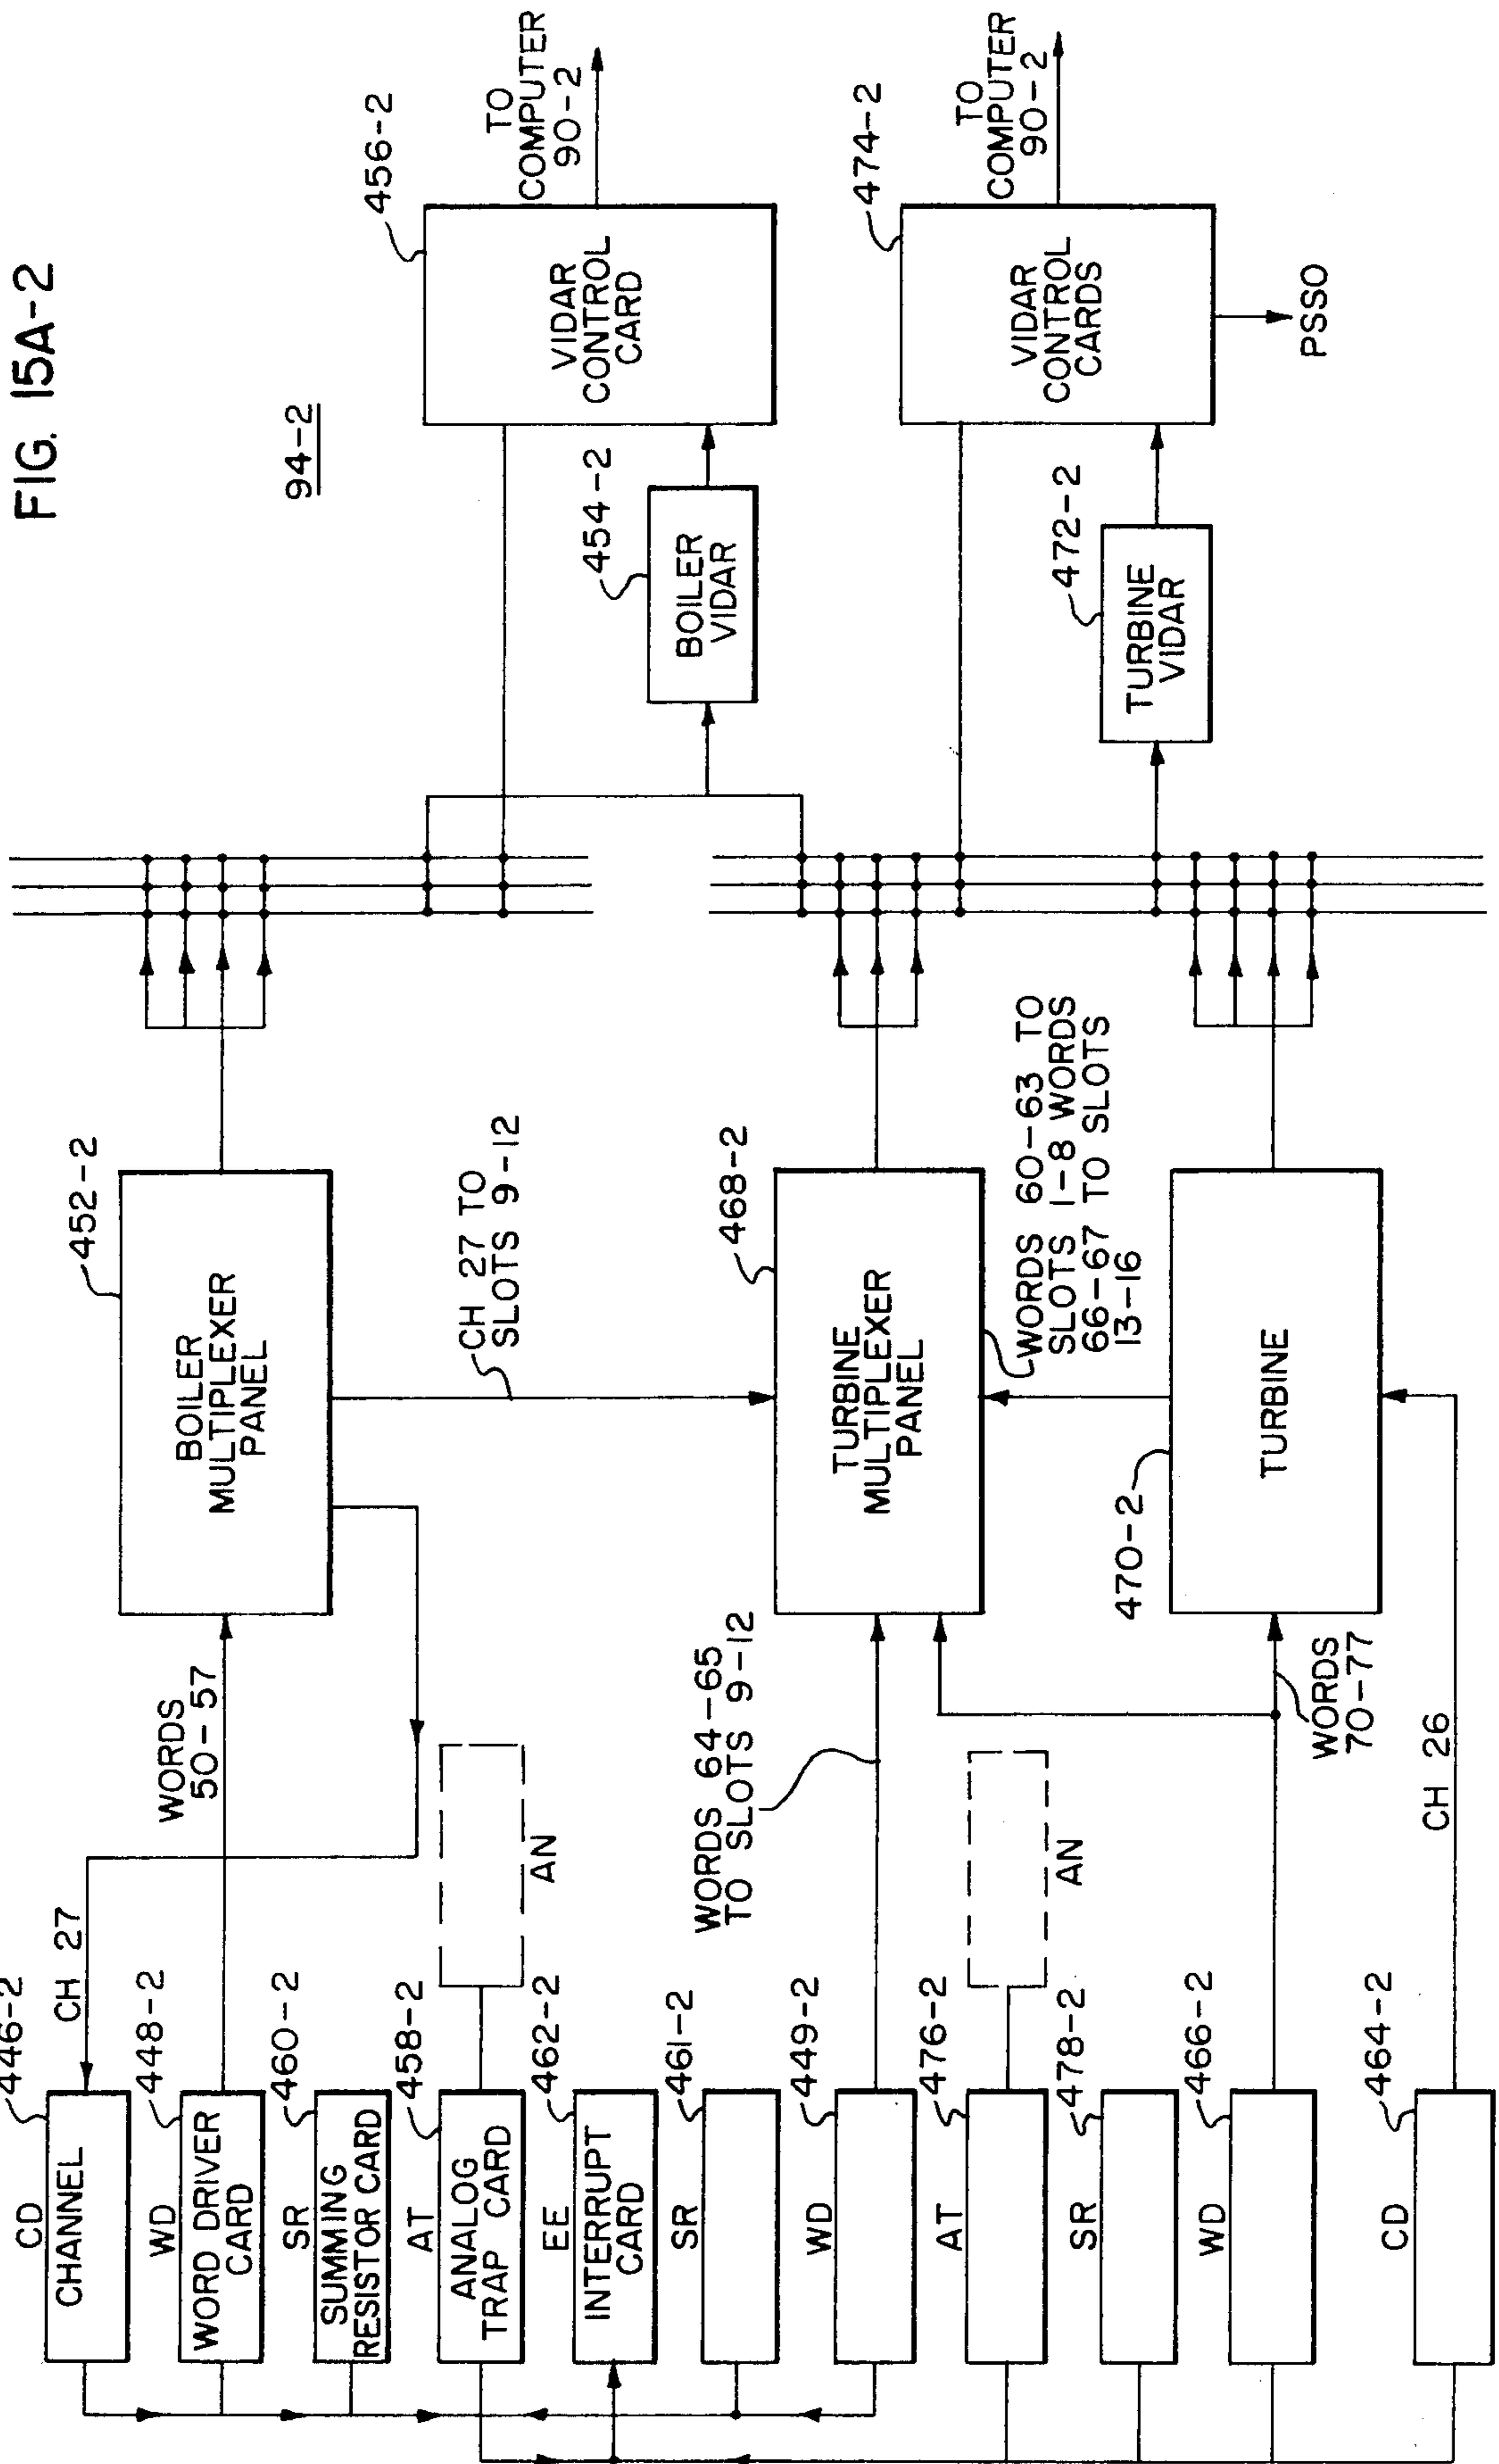 FIG. 15A-2
94-2
CD
446-2
CHANNEL
CH 27
WD
448-2
WORD DRIVER
CARD
WORDS
50-57
SR
460-2
SUMMING
RESISTOR CARD
AT
458-2
ANALOG
TRAP CARD
AN
EE
462-2
INTERRUPT
CARD
SR
461-2
WD
449-2
WORDS 64-65
TO SLOTS 9-12
AT
476-2
AN
SR
478-2
WD
466-2
WORDS
70-77
CD
464-2
CH 26
452-2
BOILER
MULTIPLEXER
PANEL
CH 27 TO
SLOTS 9-12
468-2
TURBINE
MULTIPLEXER
PANEL
WORDS 60-63 TO
SLOTS 1-8 WORDS
66-67 TO SLOTS
13-16
470-2
TURBINE
454-2
BOILER
VIDAR
456-2
VIDAR
CONTROL
CARD
TO
COMPUTER
90-2
472-2
TURBINE
VIDAR
474-2
VIDAR
CONTROL
CARDS
TO
COMPUTER
90-2
PSSO